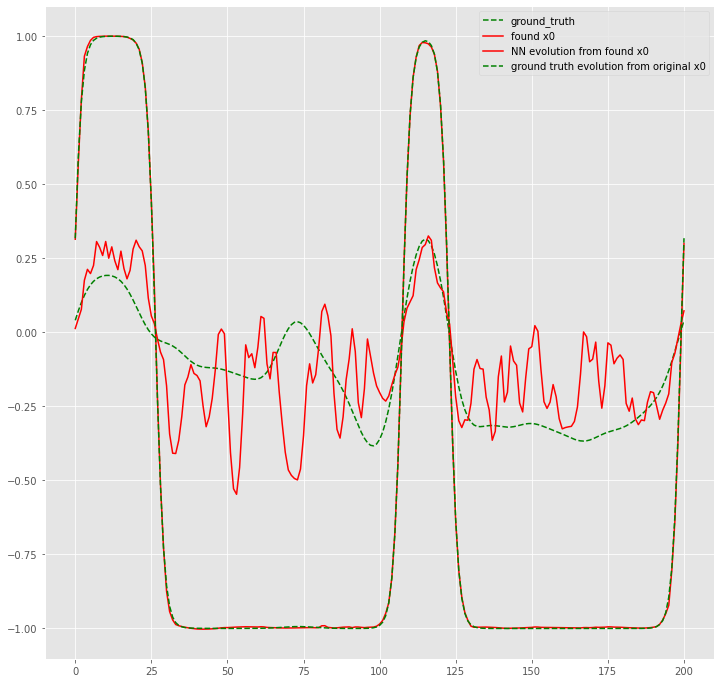 ground_truth
found x0
NN evolution from found x0
ground truth evolution from original x0
1.00
0.75
0.50
0.25
0.00
−0.25
−0.50
−0.75
−1.00
0 25 50 75 100 125 150 175 200